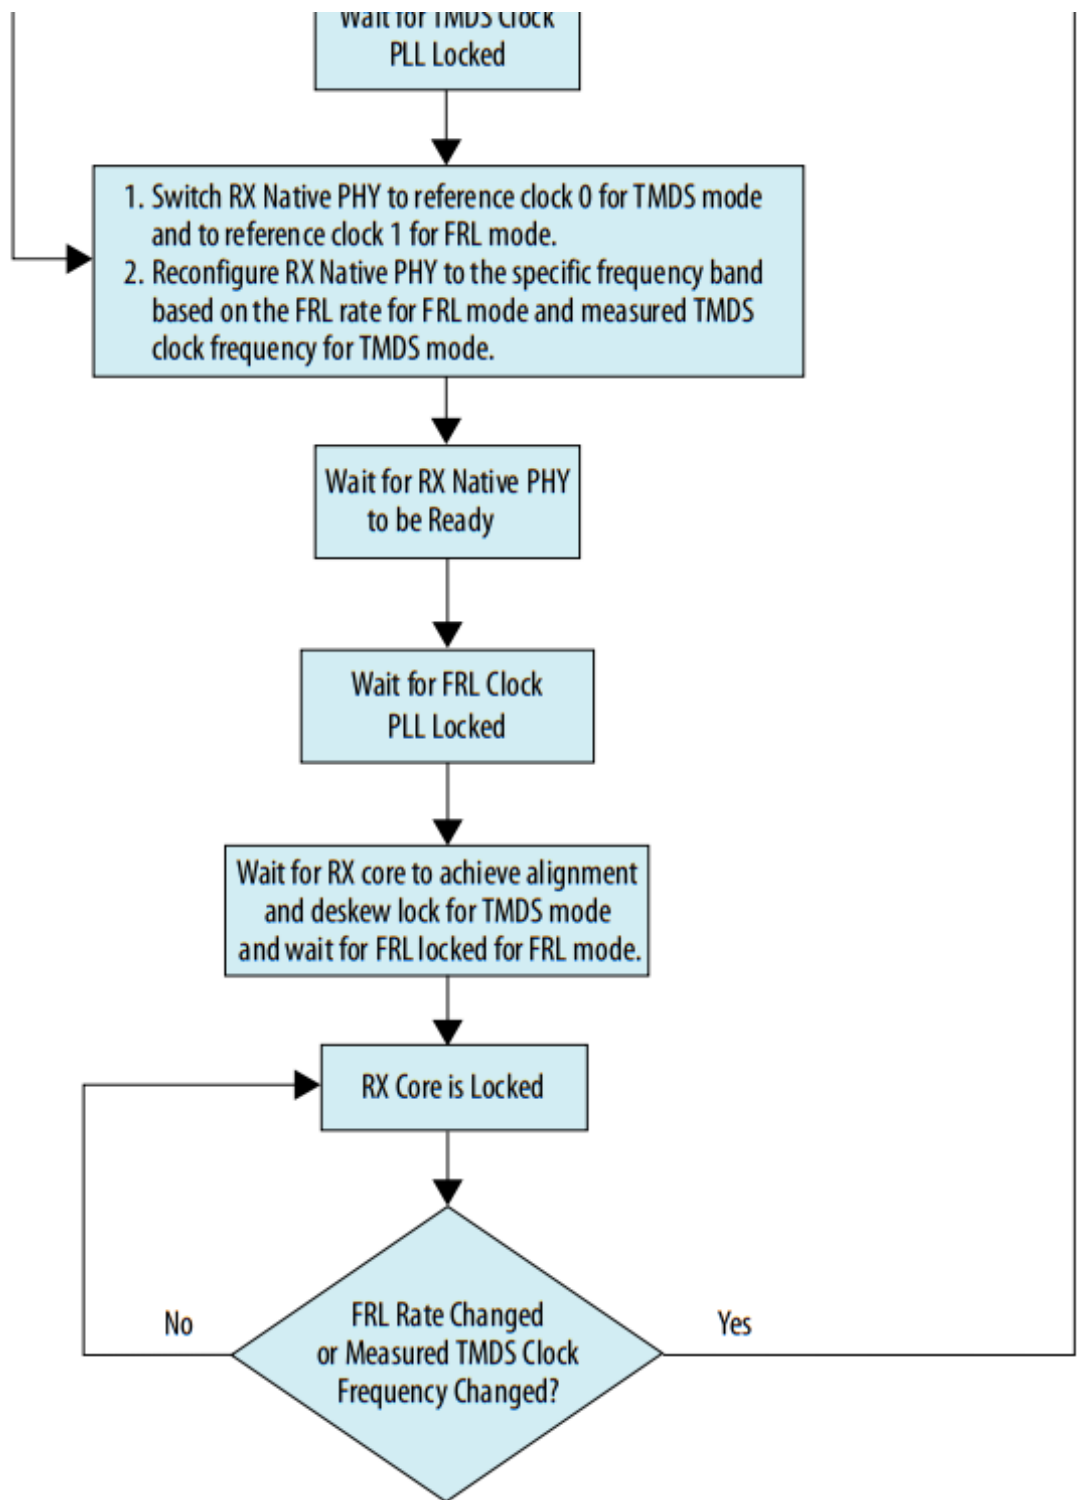 Wait for TMDS Clock
PLL Locked
1. Switch RX Native PHY to reference clock 0 for TMDS mode
and to reference clock 1 for FRL mode.
2. Reconfigure RX Native PHY to the specific frequency band
based on the FRL rate for FRL mode and measured TMDS
clock frequency for TMDS mode.
Wait for RX Native PHY
to be Ready
Wait for FRL Clock
PLL Locked
Wait for RX core to achieve alignment
and deskew lock for TMDS mode
and wait for FRL locked for FRL mode.
RX Core is Locked
FRL Rate Changed
or Measured TMDS Clock
Frequency Changed?
No
Yes